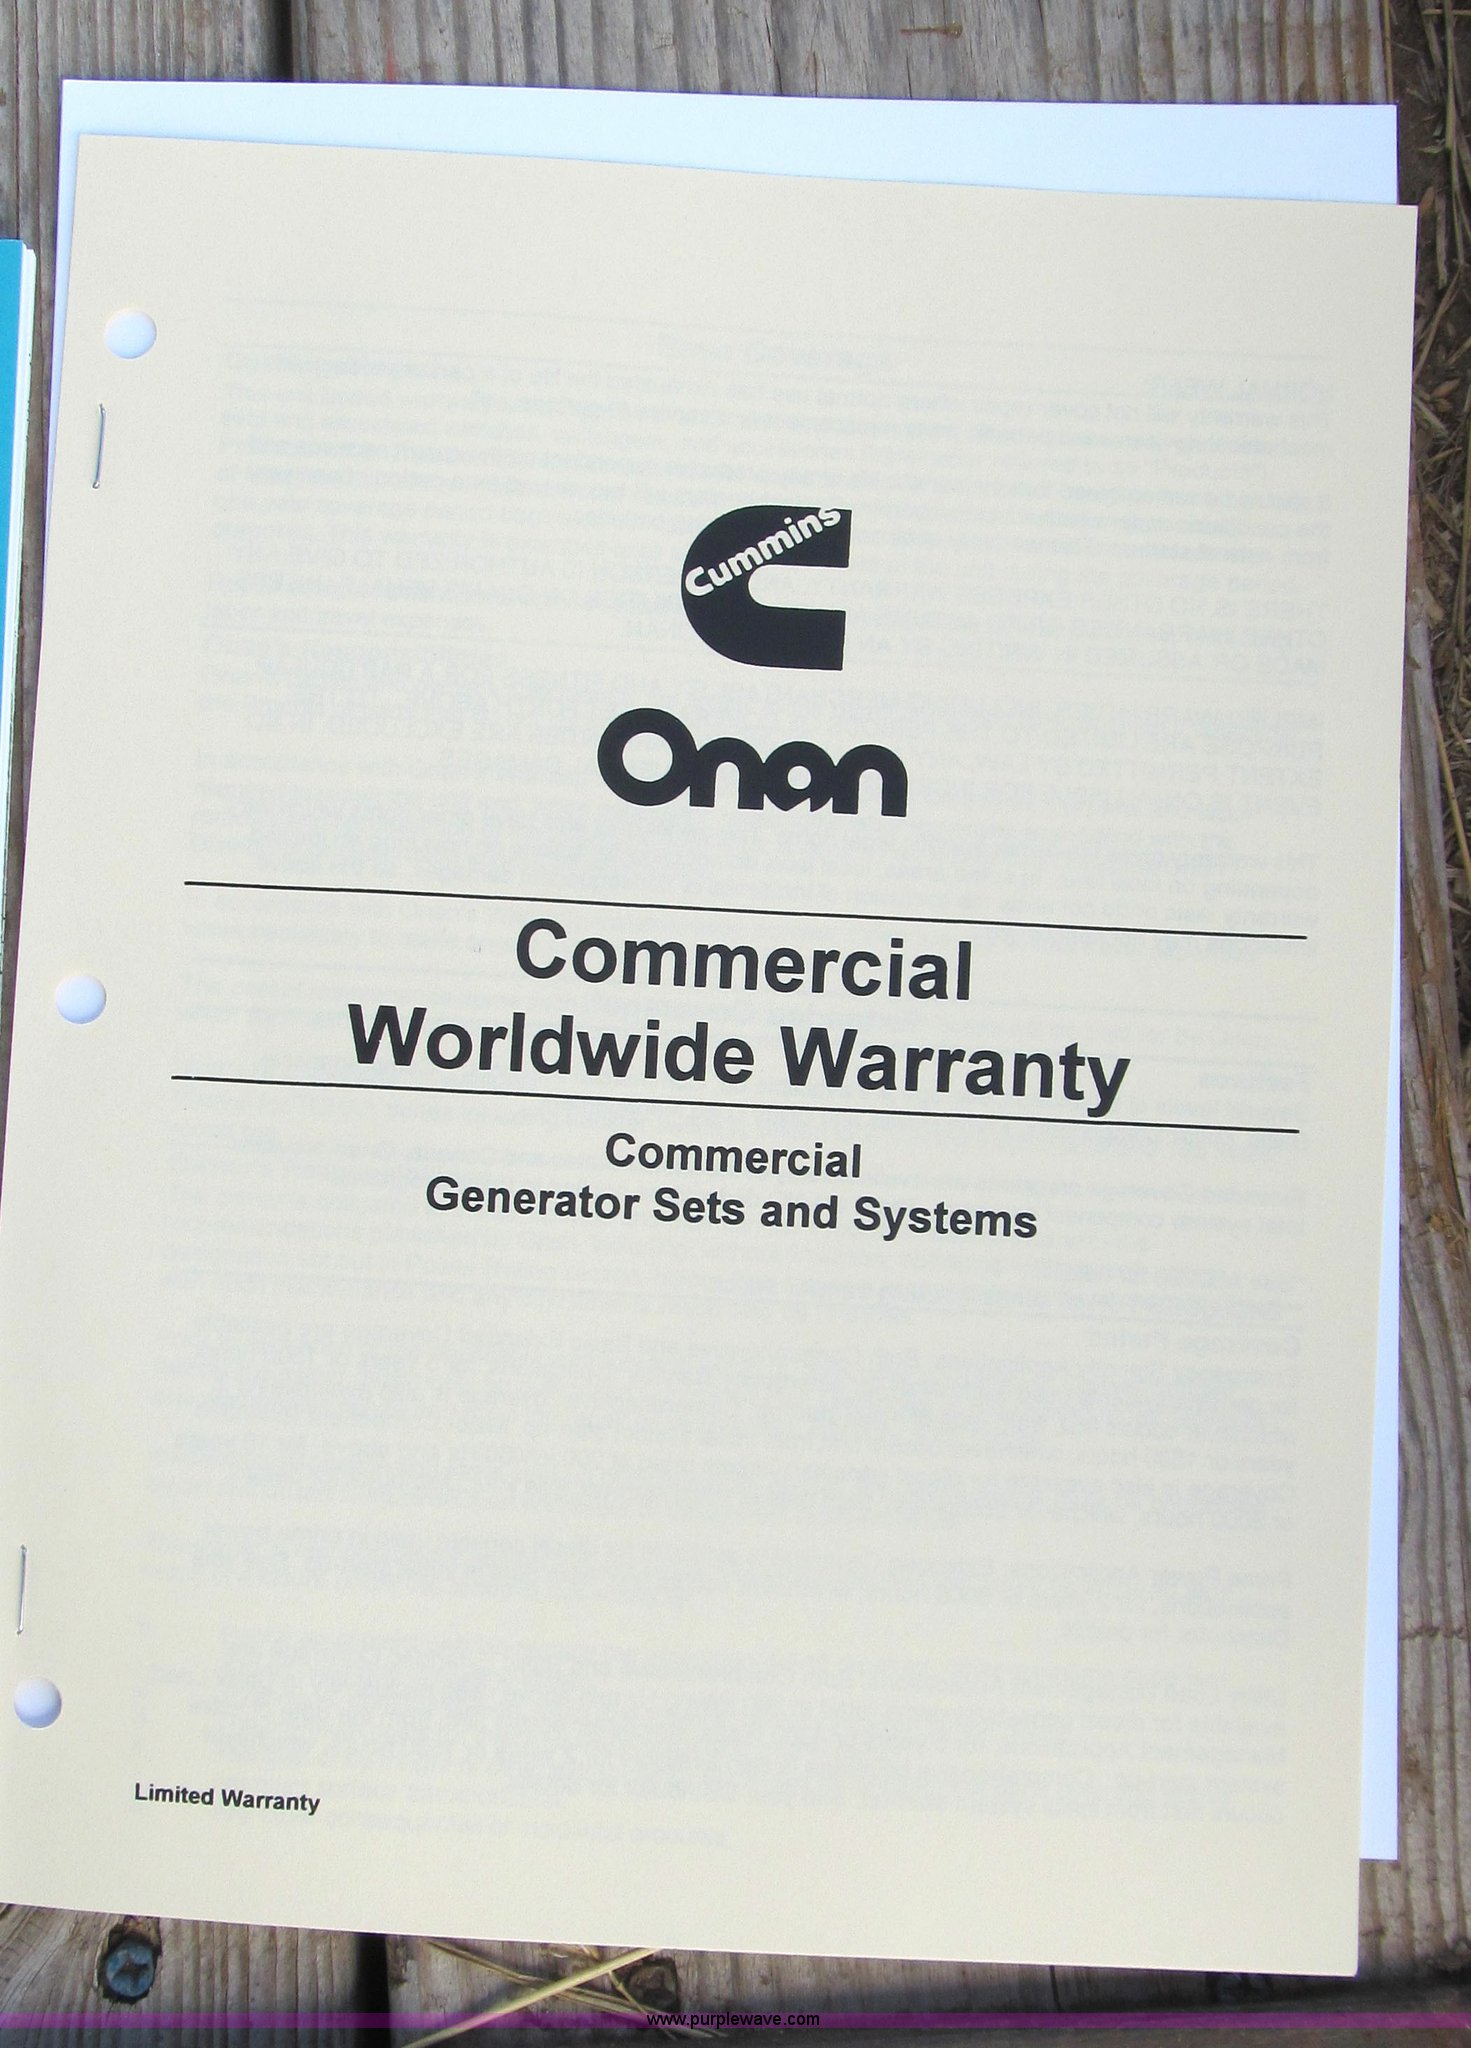 Cummins
Onan
Commercial
Worldwide Warranty
Commercial
Generator Sets and Systems
Limited Warranty
www.purplewave.com